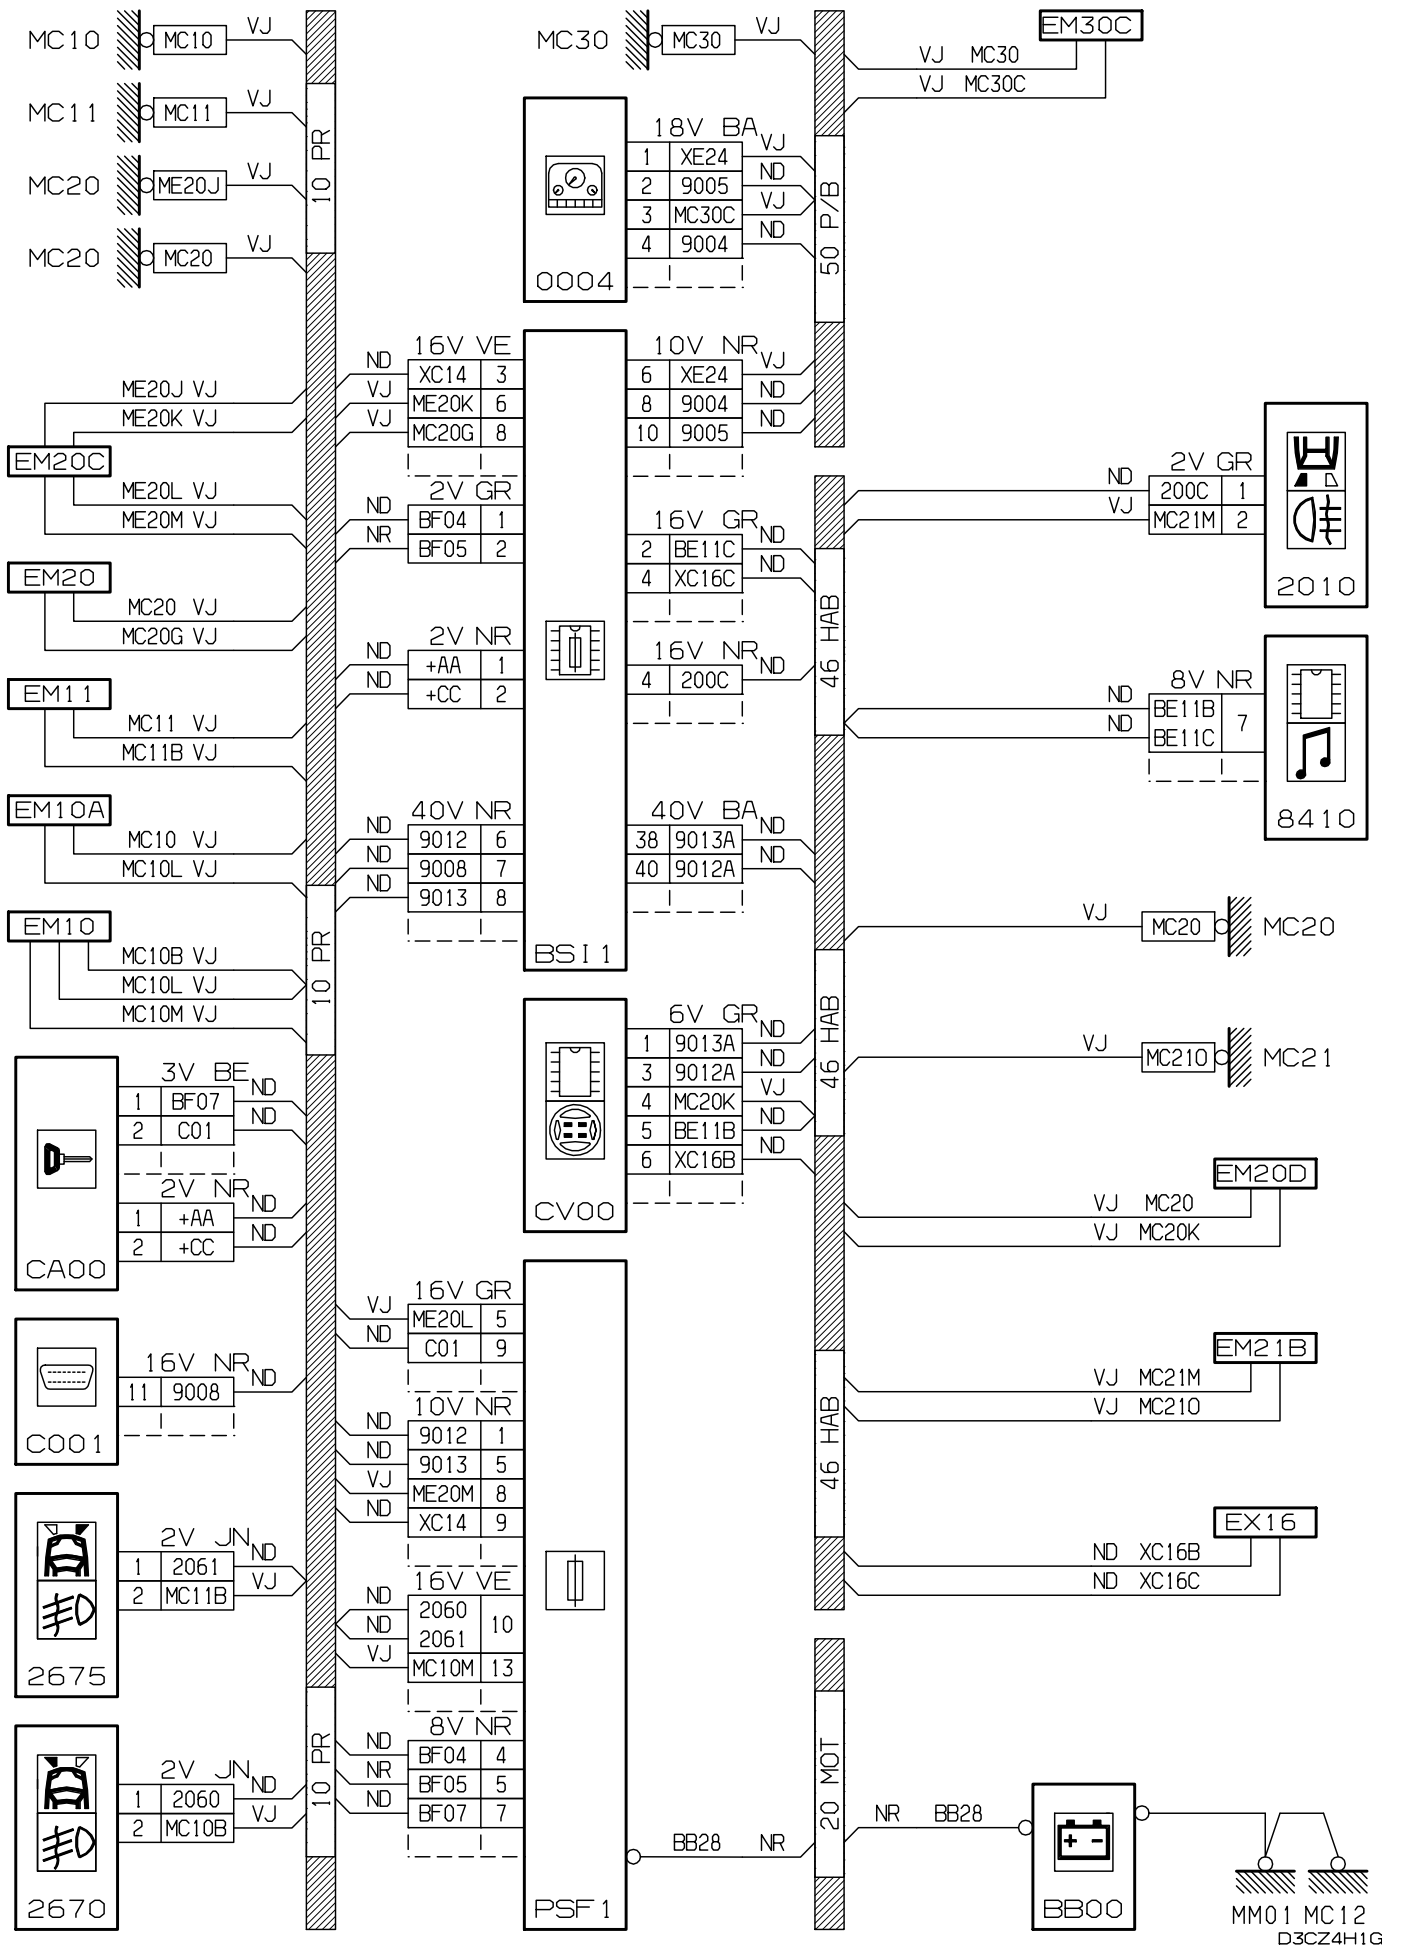 MC10 MC10 VJ
MC11 MC11 VJ
MC20 ME20J VJ
MC20 MC20 VJ
10 PR
ME20J VJ
ME20K VJ
EM20C
ME20L VJ
ME20M VJ
EM20
MC20 VJ
MC20G VJ
EM11
MC11 VJ
MC11B VJ
EM10A
MC10 VJ
MC10L VJ
EM10
MC10B VJ
MC10L VJ
MC10M VJ
10 PR
3V BE
1 BF07 ND
2 C01 ND
2V NR
1 +AA ND
2 +CC ND
CA00
16V NR
11 9008 ND
C001
2V JN
1 2061 ND
2 MC11B VJ
2675
2V JN
1 2060 ND
2 MC10B VJ
2670
10 PR
MC30 MC30 VJ
18V BA
1 XE24 VJ
2 9005 ND
3 MC30C VJ
4 9004 ND
0004
50 P/B
16V VE
ND XC14 3
VJ ME20K 6
VJ MC20G 8
2V GR
ND BF04 1
NR BF05 2
2V NR
ND +AA 1
ND +CC 2
40V NR
ND 9012 6
ND 9008 7
ND 9013 8
10V NR
6 XE24 VJ
8 9004 ND
10 9005 ND
16V GR
2 BE11C ND
4 XC16C ND
16V NR
4 200C ND
40V BA
38 9013A ND
40 9012A ND
BSI1
6V GR
1 9013A ND
3 9012A ND
4 MC20K VJ
5 BE11B ND
6 XC16B ND
CV00
16V GR
VJ ME20L 5
ND C01 9
10V NR
ND 9012 1
ND 9013 5
VJ ME20M 8
ND XC14 9
16V VE
ND 2060 10
ND 2061
VJ MC10M 13
8V NR
ND BF04 4
NR BF05 5
ND BF07 7
BB28 NR
PSF1
46 HAB
46 HAB
46 HAB
20 MOT
EM30C
VJ MC30
VJ MC30C
2V GR
ND 200C 1
VJ MC21M 2
2010
8V NR
ND BE11B 7
ND BE11C
8410
VJ MC20 MC20
VJ MC21O MC21
EM20D
VJ MC20
VJ MC20K
EM21B
VJ MC21M
VJ MC21O
EX16
ND XC16B
ND XC16C
NR BB28
+ -
BB00
MM01 MC12
D3CZ4H1G